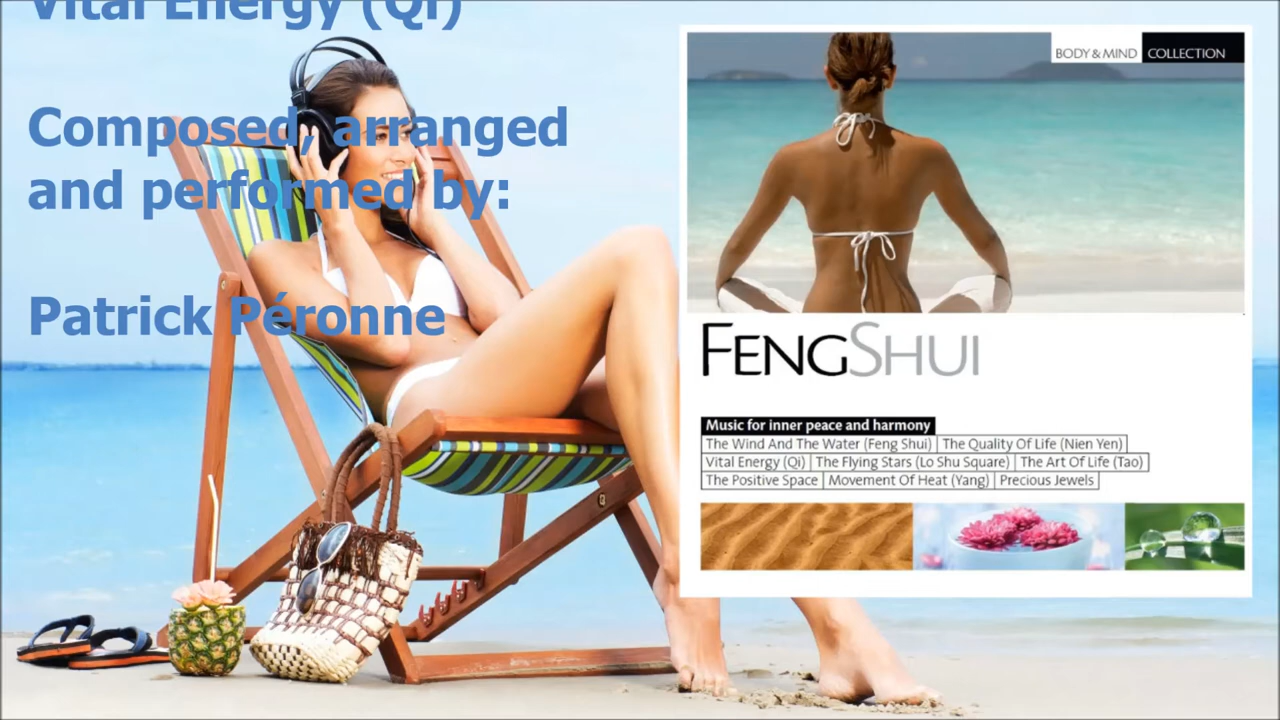 Vital Energy (Qi)
Composed, arranged
and performed by:
Patrick Péronne
BODY & MIND COLLECTION
FENGSHUI
Music for inner peace and harmony
The Wind And The Water (Feng Shui) | The Quality Of Life (Nien Yen)
Vital Energy (Qi) | The Flying Stars (Lo Shu Square) | The Art Of Life (Tao)
The Positive Space | Movement Of Heat (Yang) | Precious Jewels